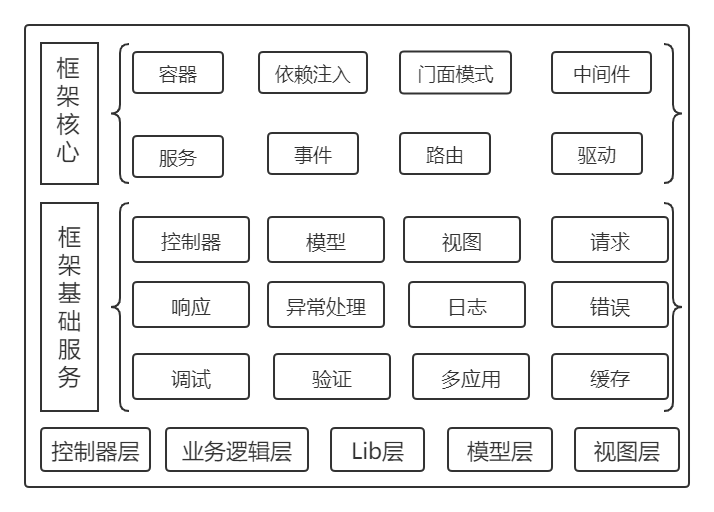 框架核心
容器
依赖注入
门面模式
中间件
服务
事件
路由
驱动
框架基础服务
控制器
模型
视图
请求
响应
异常处理
日志
错误
调试
验证
多应用
缓存
控制器层
业务逻辑层
Lib层
模型层
视图层